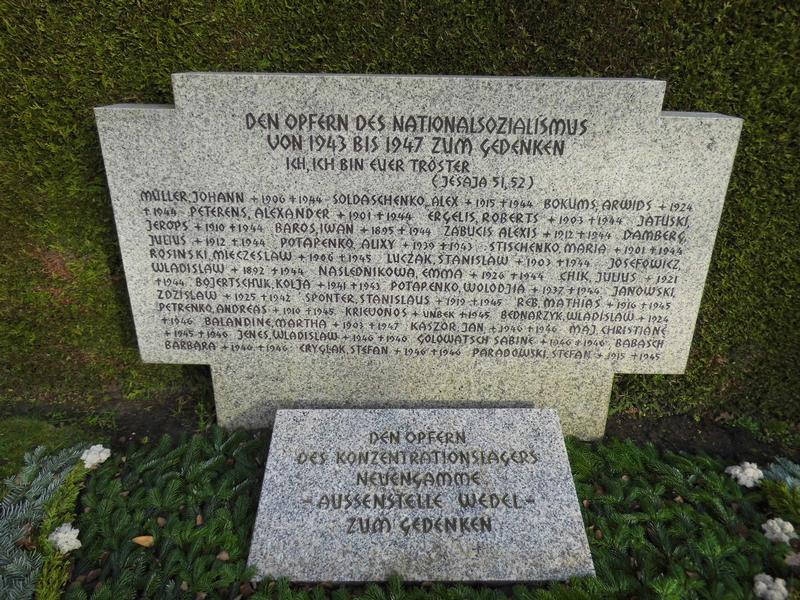 DEN OPFERN DES NATIONALSOZIALISMUS
VON 1943 BIS 1947 ZUM GEDENKEN
ICH, ICH BIN EUER TRÖSTER
(JESAJA 51,52)
MÜLLER, JOHANN + 1906 + 1944 SOLDASCHENKO, ALEX + 1915 + 1944 BOKUMS, ARWIDS + 1924
+ 1944 PETERENS, ALEXANDER + 1901 + 1944 ERGELIS, ROBERTS + 1903 + 1944 JATUSKI,
JEROPS + 1910 + 1944 BAROS, IWAN + 1895 + 1944 ZABUCIS ALEXIS + 1912 + 1944 DAMBERG,
JULIUS + 1912 + 1944 POTAPENKO, ALIXY + 1939 + 1943 STISCHENKO, MARIA + 1901 + 1944
ROSINSKI, MIECZESLAW + 1906 + 1945 LUCZAK, STANISLAW + 1903 + 1944 JOSEFOWIEZ,
WLADISLAW + 1892 + 1944 NASLEDNIKOWA, EMMA + 1926 + 1944 CHIK, JULIUS + 1921
+ 1944 BOJERTSCHUK, KOLJA + 1941 + 1943 POTAPENKO, WOLODJIA + 1937 + 1944 JANOWSKI,
ZDZISLAW + 1925 + 1942 SPONTER, STANISLAUS + 1919 + 1945 REB, MATHIAS + 1916 + 1945
PETRENKO, ANDREAS + 1910 + 1945 KRIEVONOS + UNBEK + 1945 BEDNARZYK, WLADISLAW + 1924
+ 1946 BALANDINE, MARTHA + 1903 + 1947 KASZOR, JAN + 1946 + 1946 MAJ, CHRISTIANE
+ 1945 + 1946 JENES, WLADISLAW + 1946 + 1946 GOLOWATSCH SABINE + 1946 + 1946 BABASCH
BARBARA + 1946 + 1946 ERYGLAK, STEFAN + 1946 + 1946 PARADOWSKI, STEFAN + 1915 + 1945
DEN OPFERN
DES KONZENTRATIONSLAGERS
NEUENGAMME
- AUSSENSTELLE WEDEL -
ZUM GEDENKEN